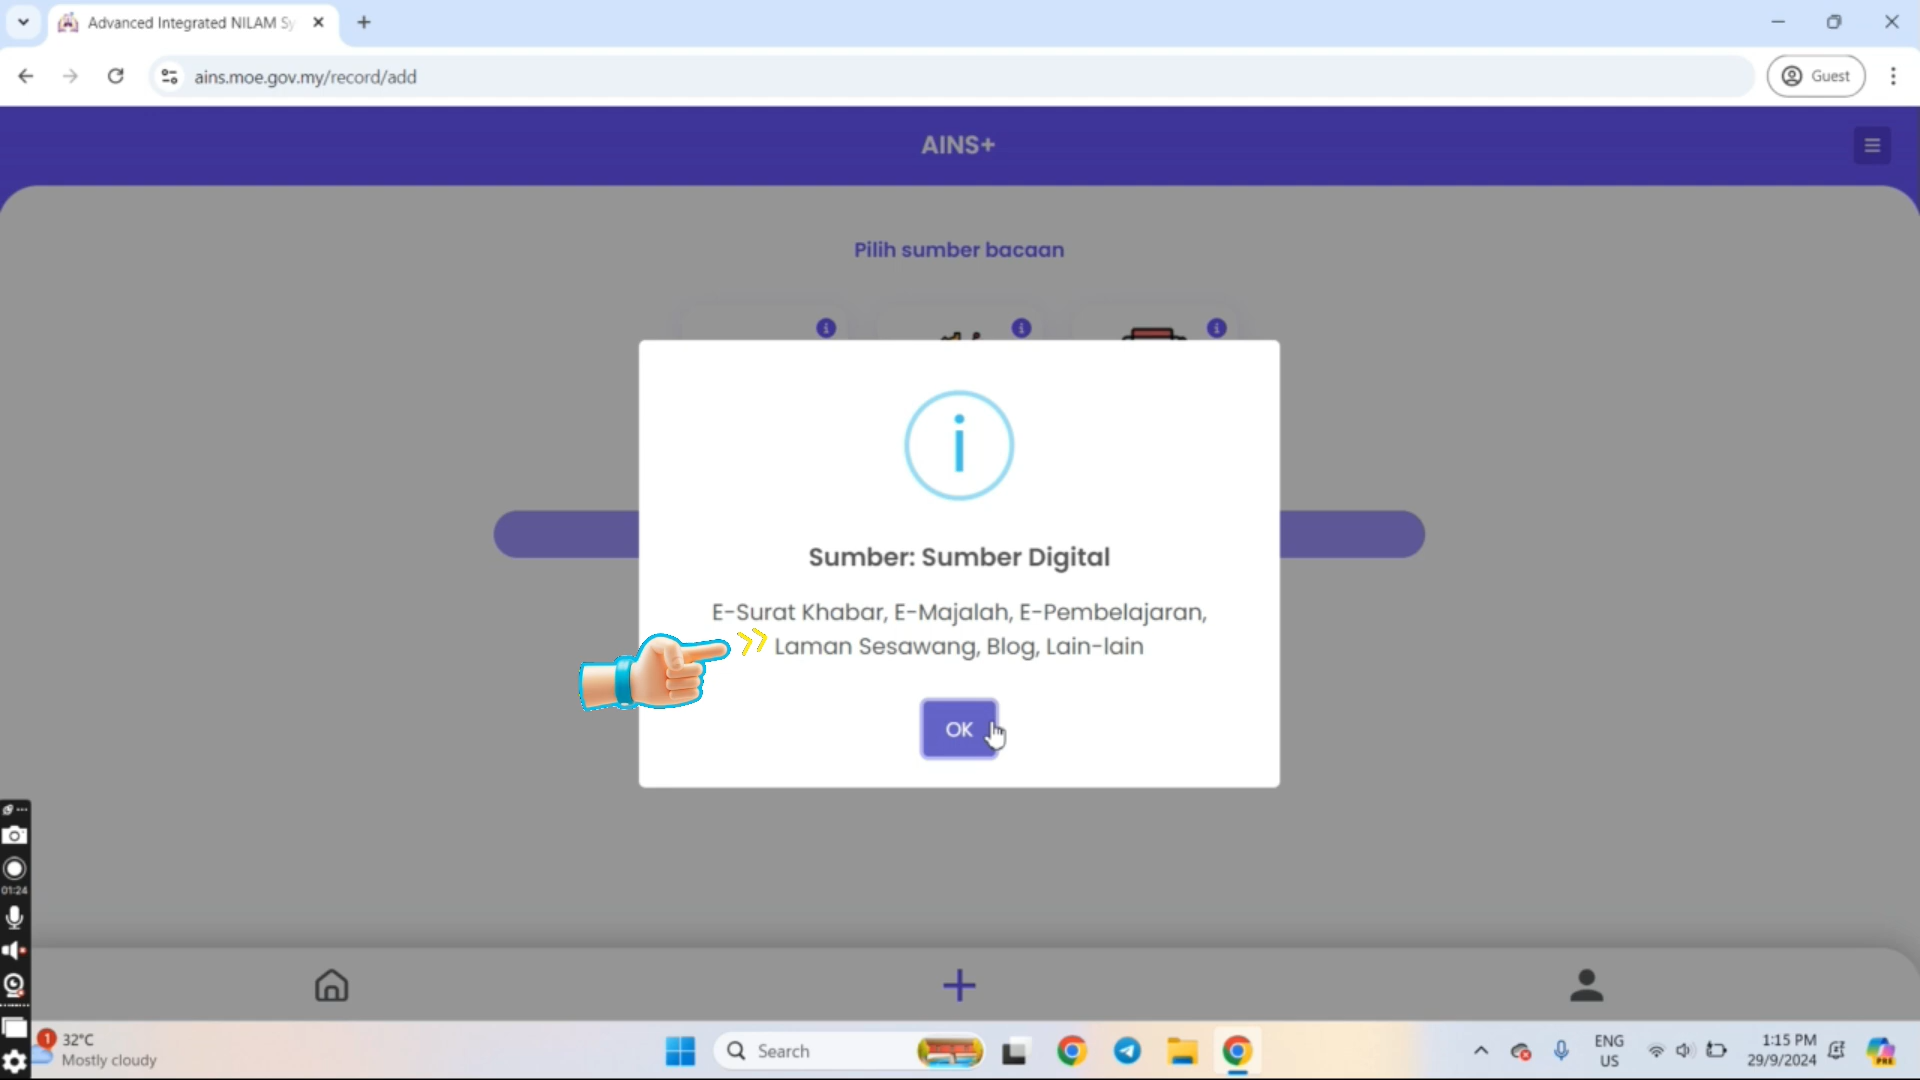 Advanced Integrated NILAM Sy
ains.moe.gov.my/record/add
Guest
AINS+
Pilih sumber bacaan
Sumber: Sumber Digital
E-Surat Khabar, E-Majalah, E-Pembelajaran,
Laman Sesawang, Blog, Lain-lain
OK
01:24
1
32°C
Mostly cloudy
Search
ENG
US
1:15 PM
29/9/2024
PRE